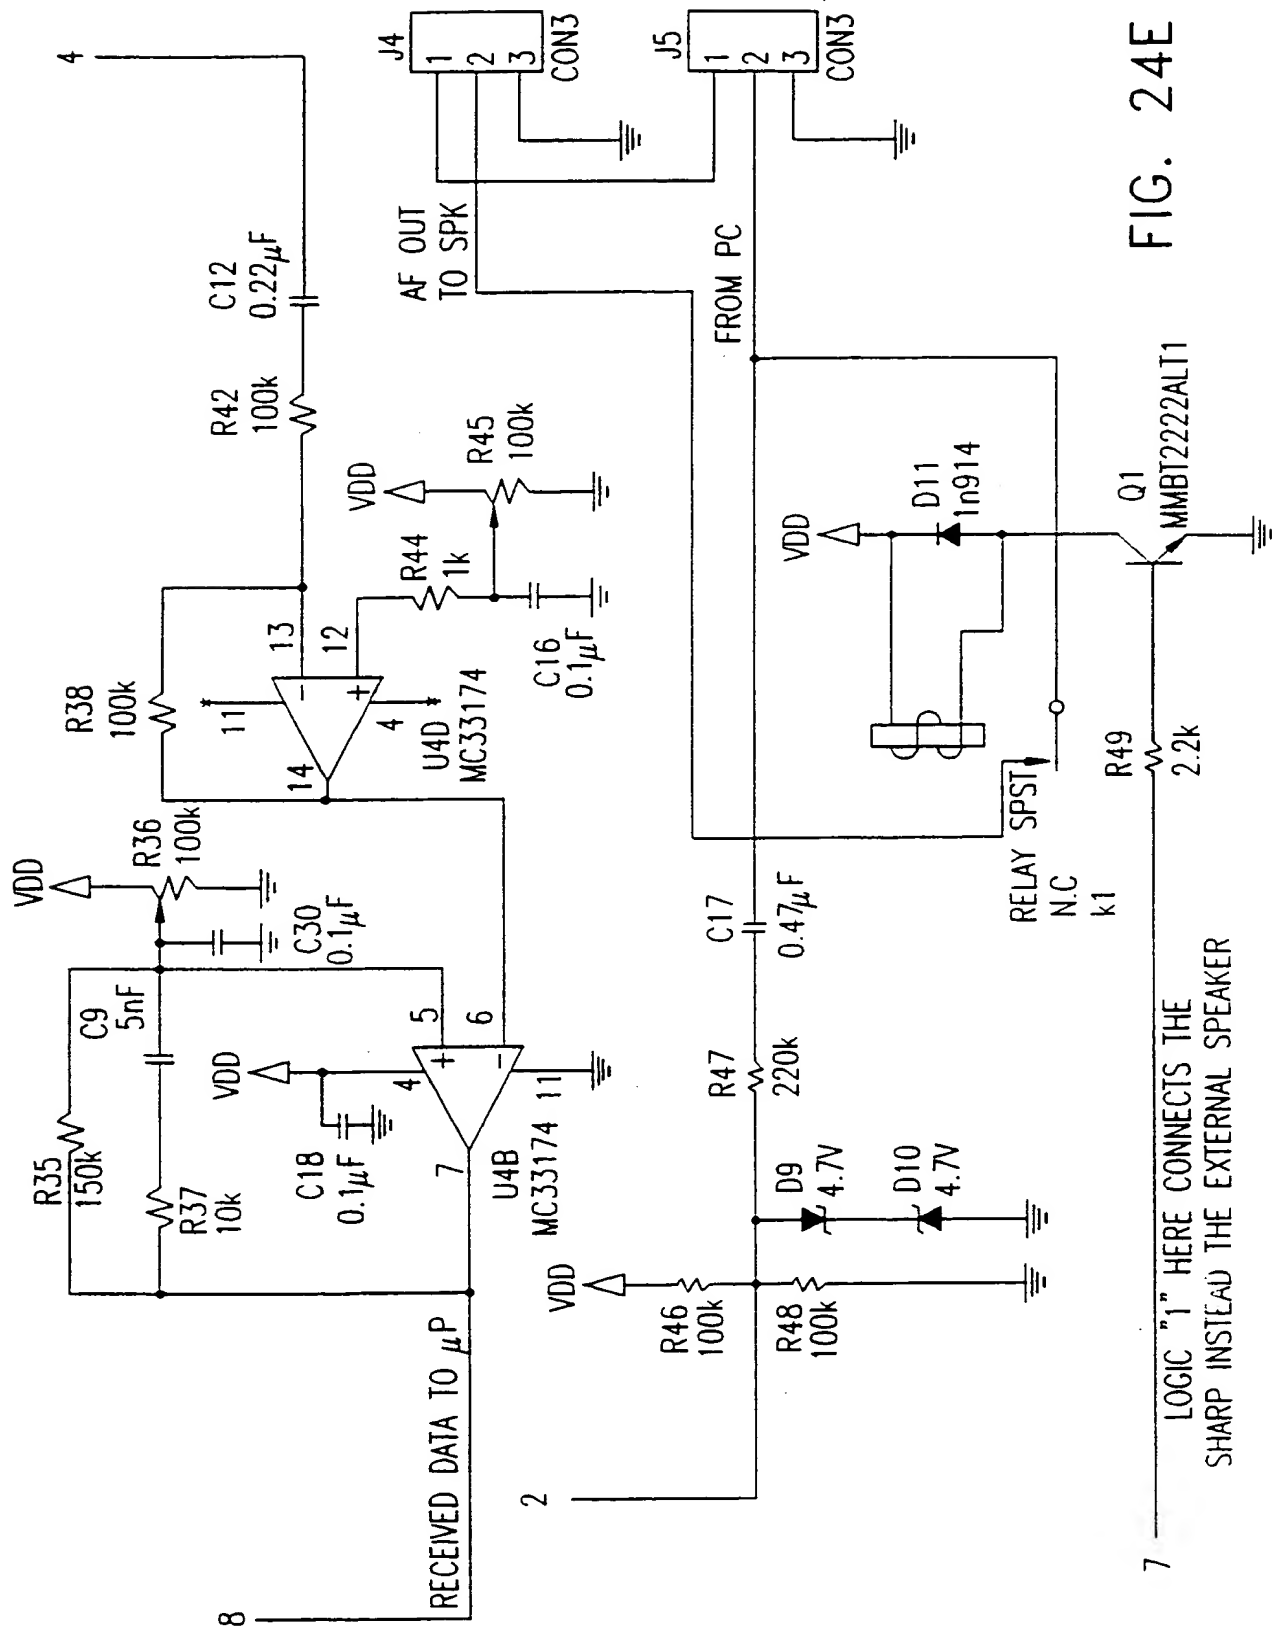 4
J4
1
2
3
CON3
J5
1
2
3
CON3
C12
0.22μF
AF OUT
TO SPK
FROM PC
R42
100k
VDD
R45
100k
R44
1k
C16
0.1μF
R38
100k
13
12
11
4
14
U4D
MC33174
VDD
R36
100k
C30
0.1μF
C9
5nF
R35
150k
R37
10k
VDD
C18
0.1μF
5
6
4
11
7
U4B
MC33174
RECEIVED DATA TO μP
8
2
VDD
R46
100k
R48
100k
D9
4.7V
D10
4.7V
R47
220k
C17
0.47μF
VDD
D11
1n914
Q1
MMBT2222ALT1
RELAY SPST
N.C
k1
R49
2.2k
7
LOGIC "1" HERE CONNECTS THE
SHARP INSTEAD THE EXTERNAL SPEAKER
FIG. 24E